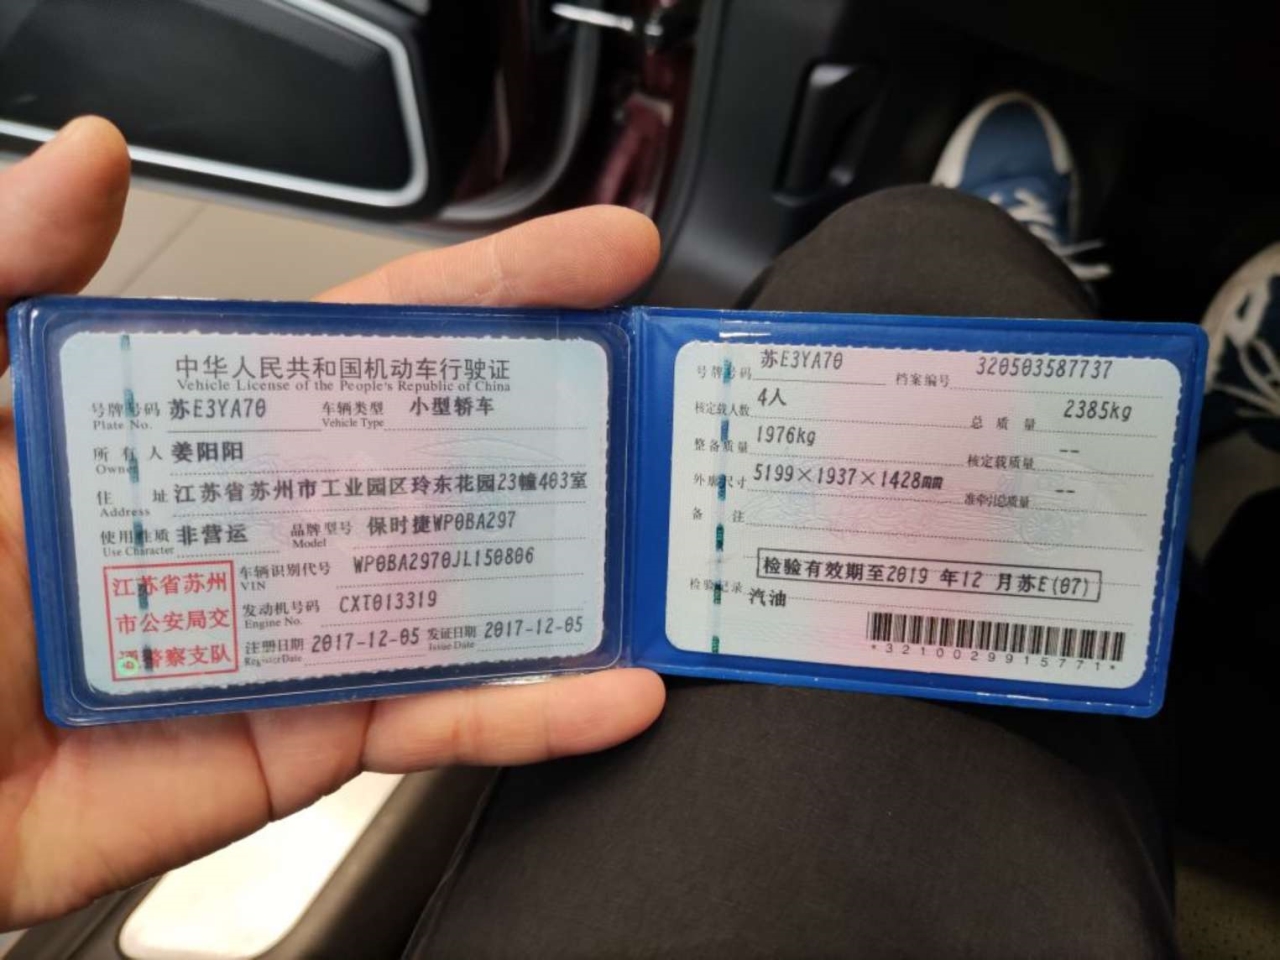 中华人民共和国机动车行驶证
Vehicle License of the People's Republic of China
号牌号码 苏E3YA70 车辆类型 小型轿车
Plate No. Vehicle Type
所有人 姜阳阳
Owner
住址 江苏省苏州市工业园区玲东花园23幢403室
Address
使用性质 非营运 品牌型号 保时捷WP0BA297
Use Character Model
江苏省苏州市公安局交通警察支队
车辆识别代号 WP0BA2970JL150806
VIN
发动机号码 CXT013319
Engine No.
注册日期 2017-12-05 发证日期 2017-12-05
Register Date Issue Date
号牌号码 苏E3YA70 档案编号 320503587737
核定载人数 4人 总质量 2385kg
整备质量 1976kg 核定载质量 --
外廓尺寸 5199×1937×1428mm 准牵引总质量 --
备注
检验有效期至2019年12月苏E(07)
检验记录
汽油
*3210029915771*